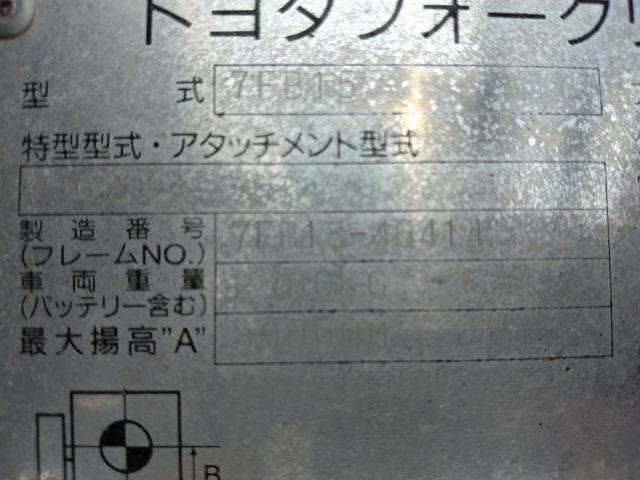 トヨタフォークリ
型式 7FB15
特型型式・アタッチメント型式
製造番号
(フレームNO.) 7FB18-40414
車両重量
(バッテリー含む)
最大揚高"A"
B